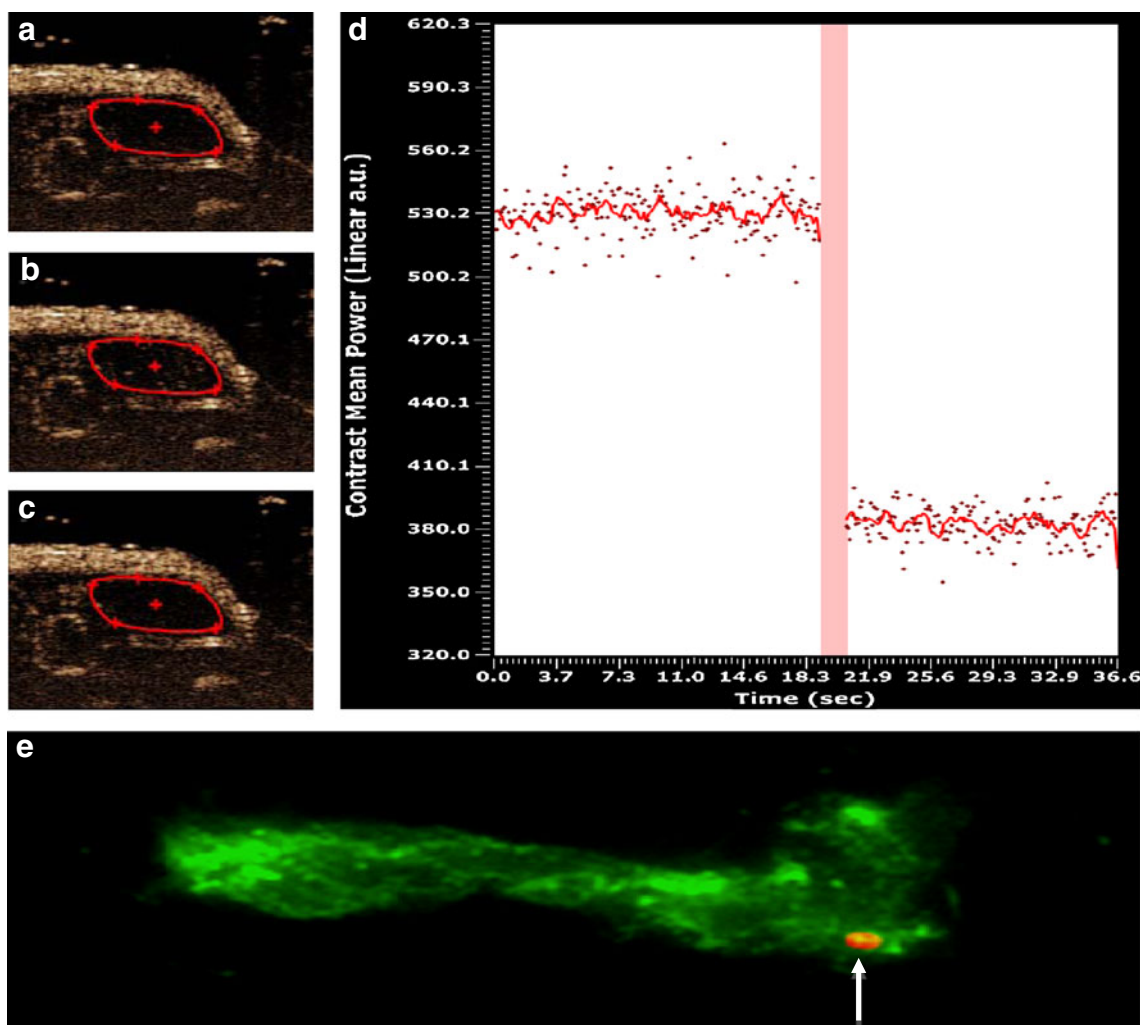 a
b
c
d
Contrast Mean Power (Linear a.u.)
620.3
590.3
560.2
530.2
500.2
470.1
440.1
410.1
380.0
350.0
320.0
0.0 3.7 7.3 11.0 14.6 18.3 21.9 25.6 29.3 32.9 36.6
Time (sec)
e